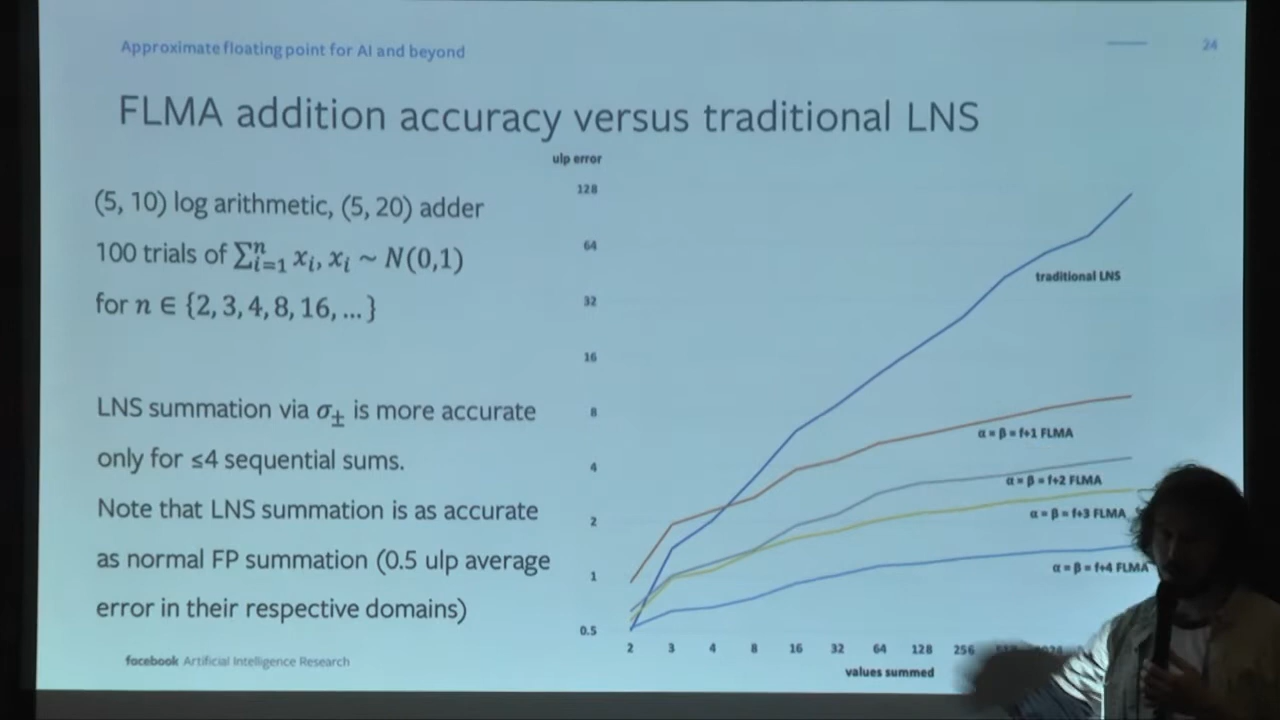 Approximate floating point for AI and beyond
24
FLMA addition accuracy versus traditional LNS
(5, 10) log arithmetic, (5, 20) adder
100 trials of ∑ⁿᵢ₌₁ xᵢ, xᵢ ~ N(0,1)
for n ∈ {2, 3, 4, 8, 16, … }
LNS summation via σ± is more accurate
only for ≤4 sequential sums.
Note that LNS summation is as accurate
as normal FP summation (0.5 ulp average
error in their respective domains)
facebook Artificial Intelligence Research
ulp error
128
64
32
16
8
4
2
1
0.5
traditional LNS
α = β = f+1 FLMA
α = β = f+2 FLMA
α = β = f+3 FLMA
α = β = f+4 FLMA
2 3 4 8 16 32 64 128 256
values summed